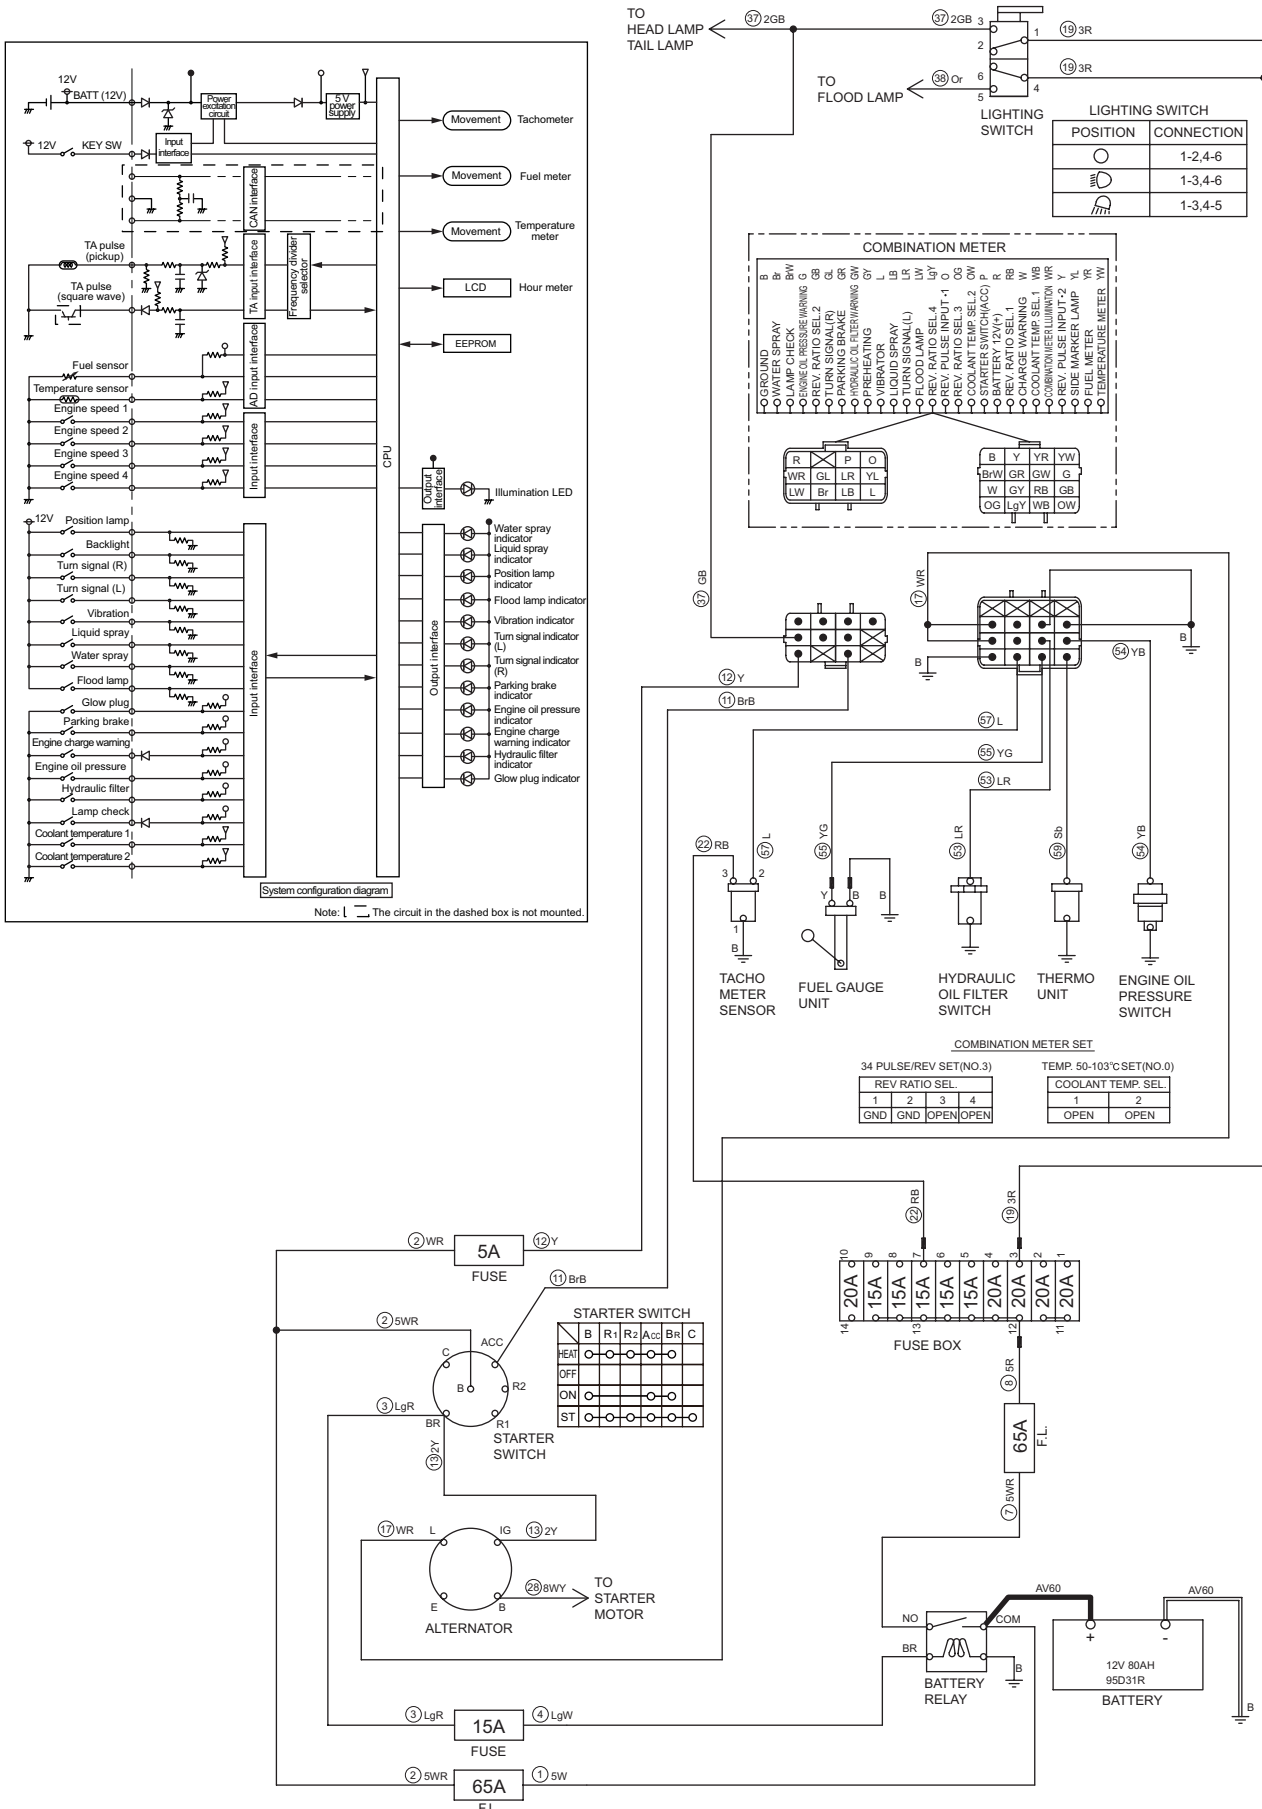 TO
HEAD LAMP
TAIL LAMP
37 2GB
37 2GB
3
2
1
19 3R
6
5
4
19 3R
TO
FLOOD LAMP
38 Or
LIGHTING
SWITCH
LIGHTING SWITCH
POSITION CONNECTION
1-2,4-6
1-3,4-6
1-3,4-5
12V
BATT (12V)
Power
excitation
circuit
5 V
power
supply
12V
KEY SW
Input
interface
CAN interface
TA pulse
(pickup)
TA pulse
(square wave)
TA input interface
Frequency divider
selector
Fuel sensor
Temperature sensor
AD input interface
Engine speed 1
Engine speed 2
Engine speed 3
Engine speed 4
Input interface
CPU
Movement Tachometer
Movement Fuel meter
Movement Temperature
meter
LCD Hour meter
EEPROM
Output
interface
Illumination LED
12V
Position lamp
Backlight
Turn signal (R)
Turn signal (L)
Vibration
Liquid spray
Water spray
Flood lamp
Glow plug
Parking brake
Engine charge warning
Engine oil pressure
Hydraulic filter
Lamp check
Coolant temperature 1
Coolant temperature 2
Input interface
Output interface
Water spray
indicator
Liquid spray
indicator
Position lamp
indicator
Flood lamp indicator
Vibration indicator
Turn signal indicator
(L)
Turn signal indicator
(R)
Parking brake
indicator
Engine oil pressure
indicator
Engine charge
warning indicator
Hydraulic filter
indicator
Glow plug indicator
System configuration diagram
Note: The circuit in the dashed box is not mounted.
COMBINATION METER
GROUND B
WATER SPRAY Br
LAMP CHECK BrW
ENGINE OIL PRESSURE WARNING G
REV. RATIO SEL.2 GB
TURN SIGNAL(R) GL
PARKING BRAKE GR
HYDRAULIC OIL FILTER WARNING GW
PREHEATING GY
VIBRATOR L
LIQUID SPRAY LB
TURN SIGNAL(L) LR
FLOOD LAMP LW
REV. RATIO SEL.4 LgY
REV. PULSE INPUT -1 O
REV. RATIO SEL.3 OG
COOLANT TEMP. SEL.2 OW
STARTER SWITCH(ACC) P
BATTERY 12V(+) R
REV. RATIO SEL.1 RB
CHARGE WARNING W
COOLANT TEMP. SEL.1 WB
COMBINATION METER ILLUMINATION WR
REV. PULSE INPUT -2 Y
SIDE MARKER LAMP YL
FUEL METER YR
TEMPERATURE METER YW
R P O
WR GL LR YL
LW Br LB L
B Y YR YW
BrW GR GW G
W GY RB GB
OG LgY WB OW
37 GB
17 WR
B
B
54 YB
12 Y
11 BrB
57 L
55 YG
53 LR
22 RB
57 L
55 YG
53 LR
59 Sb
54 YB
3
2
1
B
Y
B
B
TACHO
METER
SENSOR
FUEL GAUGE
UNIT
HYDRAULIC
OIL FILTER
SWITCH
THERMO
UNIT
ENGINE OIL
PRESSURE
SWITCH
COMBINATION METER SET
34 PULSE/REV SET(NO.3)
REV RATIO SEL.
1 2 3 4
GND GND OPEN OPEN
TEMP. 50-103°C SET(NO.0)
COOLANT TEMP. SEL.
1 2
OPEN OPEN
22 RB
19 3R
10 9 8 7 6 5 4 3 2 1
20A 15A 15A 15A 15A 15A 20A 20A 20A 20A
14 13 12 11
FUSE BOX
8 5R
65A
F.L.
7 5WR
2 WR
5A
12 Y
FUSE
11 BrB
STARTER SWITCH
B R1 R2 Acc BR C
HEAT
OFF
ON
ST
2 5WR
C
ACC
B
R2
BR
R1
3 LgR
STARTER
SWITCH
13 2Y
17 WR
L
IG
13 2Y
E
B
28 8WY
TO
STARTER
MOTOR
ALTERNATOR
NO
COM
BR
B
BATTERY
RELAY
AV60
AV60
+
-
12V 80AH
95D31R
BATTERY
B
3 LgR
15A
4 LgW
FUSE
2 5WR
65A
1 5W
F.L.